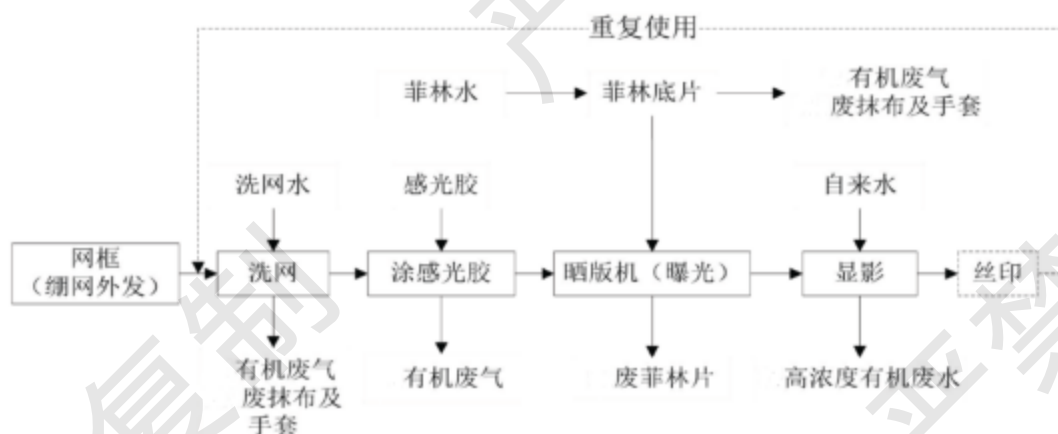 重复使用
菲林水
菲林底片
有机废气
废抹布及手套
洗网水
感光胶
自来水
网框
（绷网外发）
洗网
涂感光胶
晒版机（曝光）
显影
丝印
有机废气
废抹布及
手套
有机废气
废菲林片
高浓度有机废水
复制
严禁